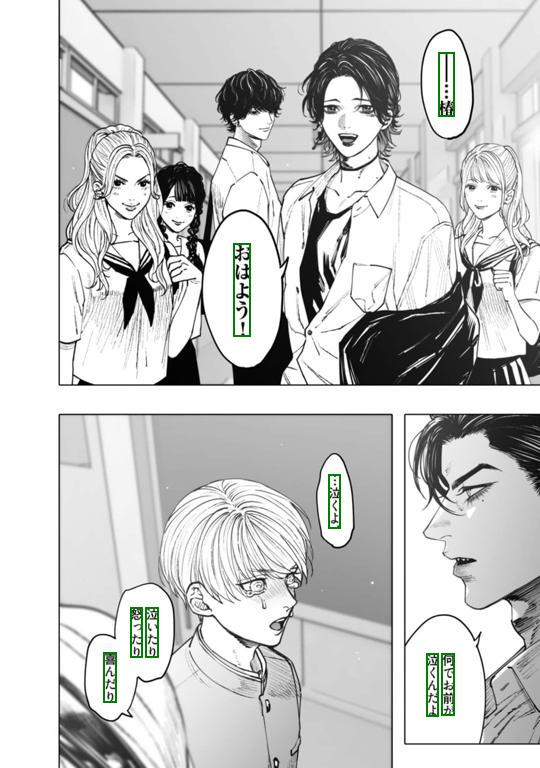 ――…椿
おはよう！
何でお前が
泣くんだよ
…泣くよ
泣いたり
怒ったり
喜んだり